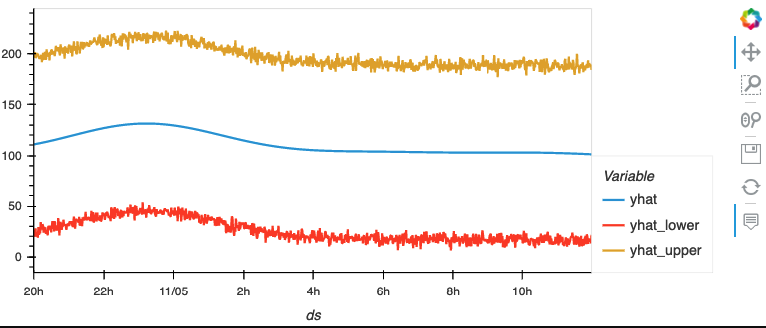 200
150
100
50
0
20h 22h 11/05 2h 4h 6h 8h 10h
ds
Variable
yhat
yhat_lower
yhat_upper